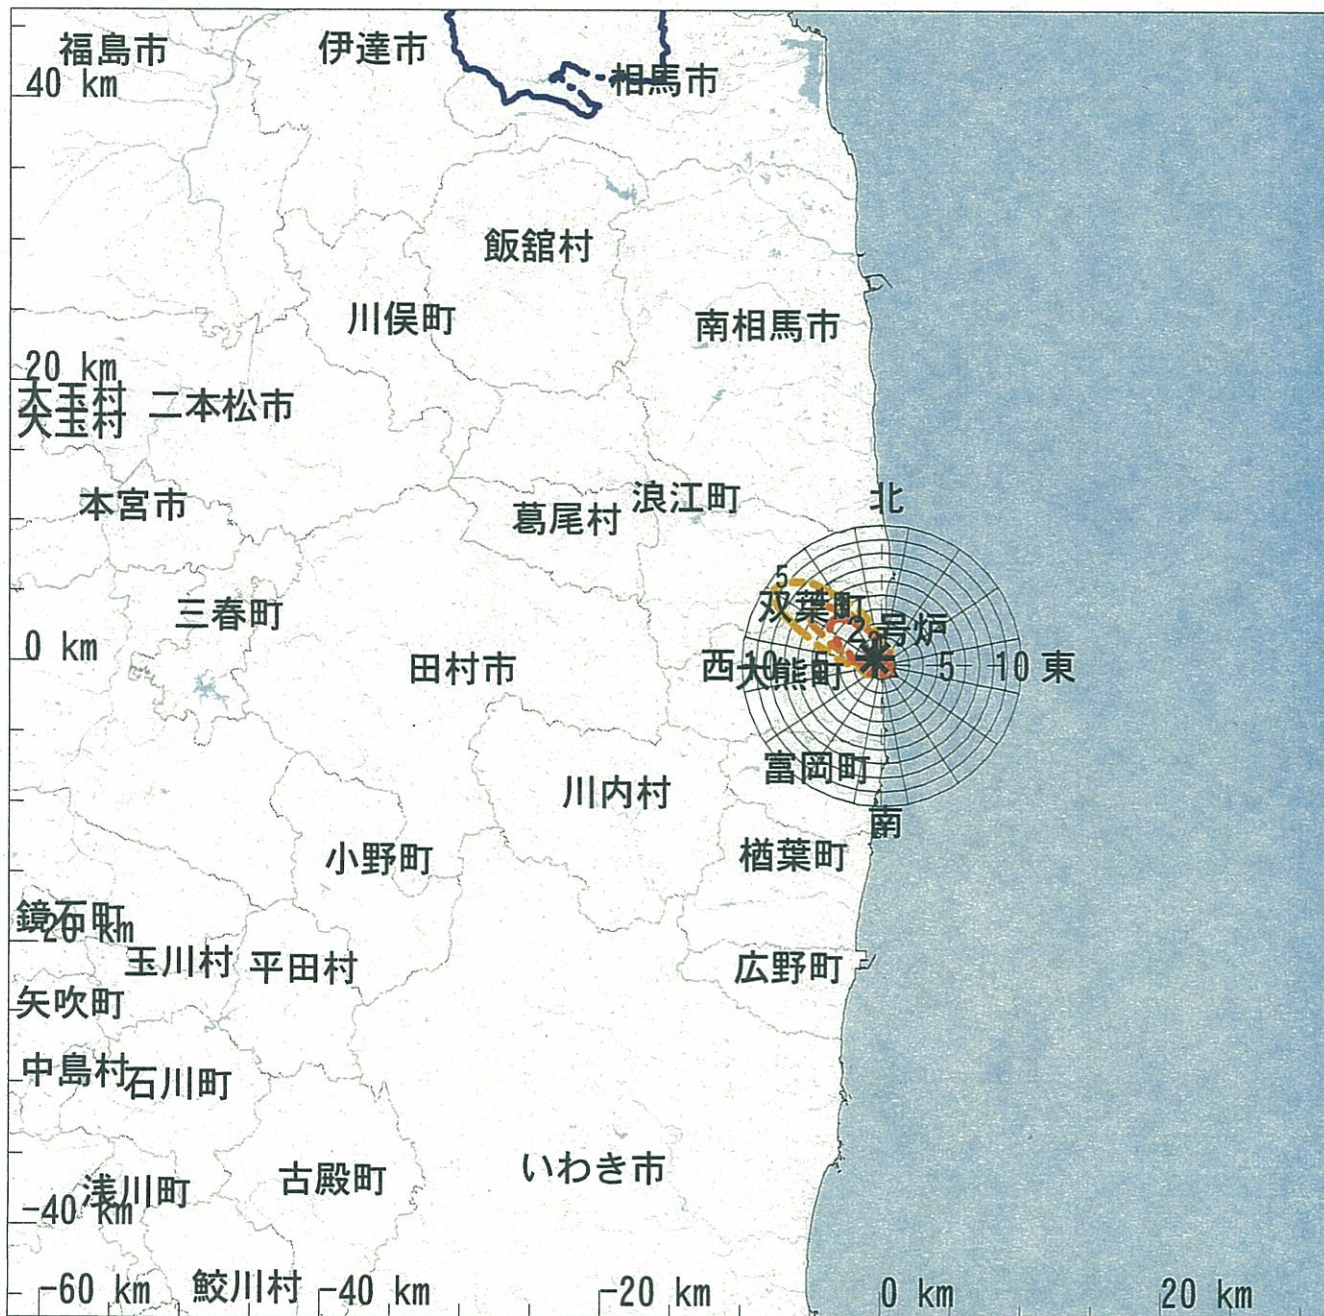 福島市
伊達市
40 km
相馬市
飯舘村
川俣町
南相馬市
20 km
大玉村
二本松市
大玉村
本宮市
葛尾村
浪江町
北
5
双葉町
三春町
2号炉
0 km
田村市
西
10
5
大熊町
5
10
東
富岡町
川内村
南
小野町
楢葉町
鏡石町
-20 km
玉川村
平田村
広野町
矢吹町
中島村
石川町
いわき市
古殿町
浅川町
-40 km
-60 km
鮫川村
-40 km
-20 km
0 km
20 km